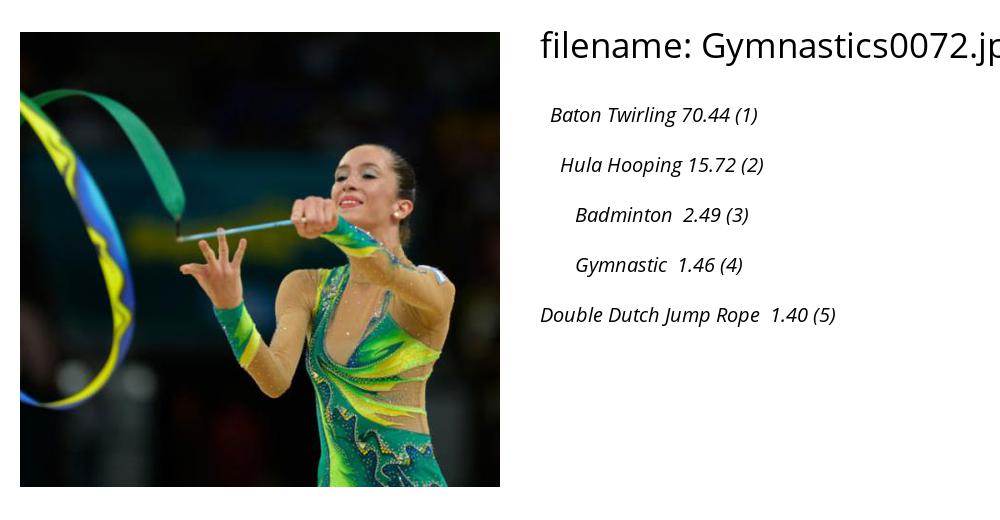 filename: Gymnastics0072.jp
Baton Twirling 70.44 (1)
Hula Hooping 15.72 (2)
Badminton 2.49 (3)
Gymnastic 1.46 (4)
Double Dutch Jump Rope 1.40 (5)